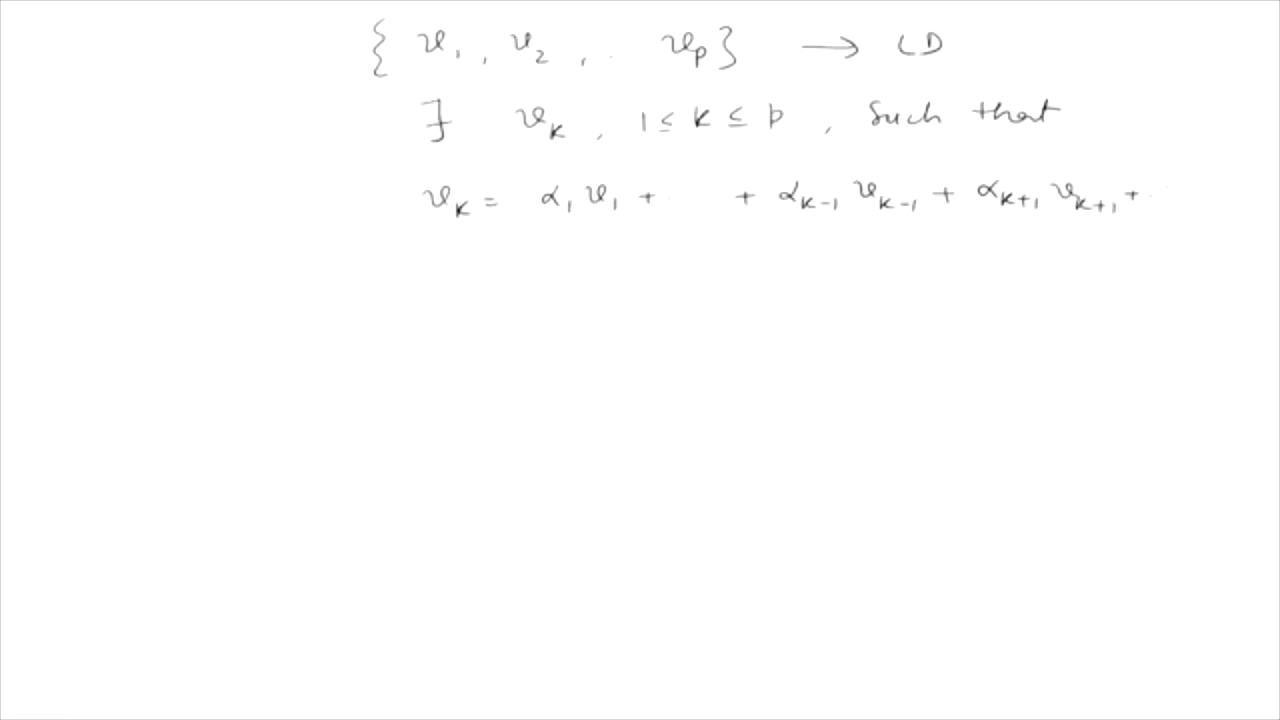 { v₁ , v₂ , . vₚ } → LD
∃ vₖ , 1 ≤ k ≤ p , such that
vₖ = α₁ v₁ + + αₖ₋₁ vₖ₋₁ + αₖ₊₁ vₖ₊₁ +